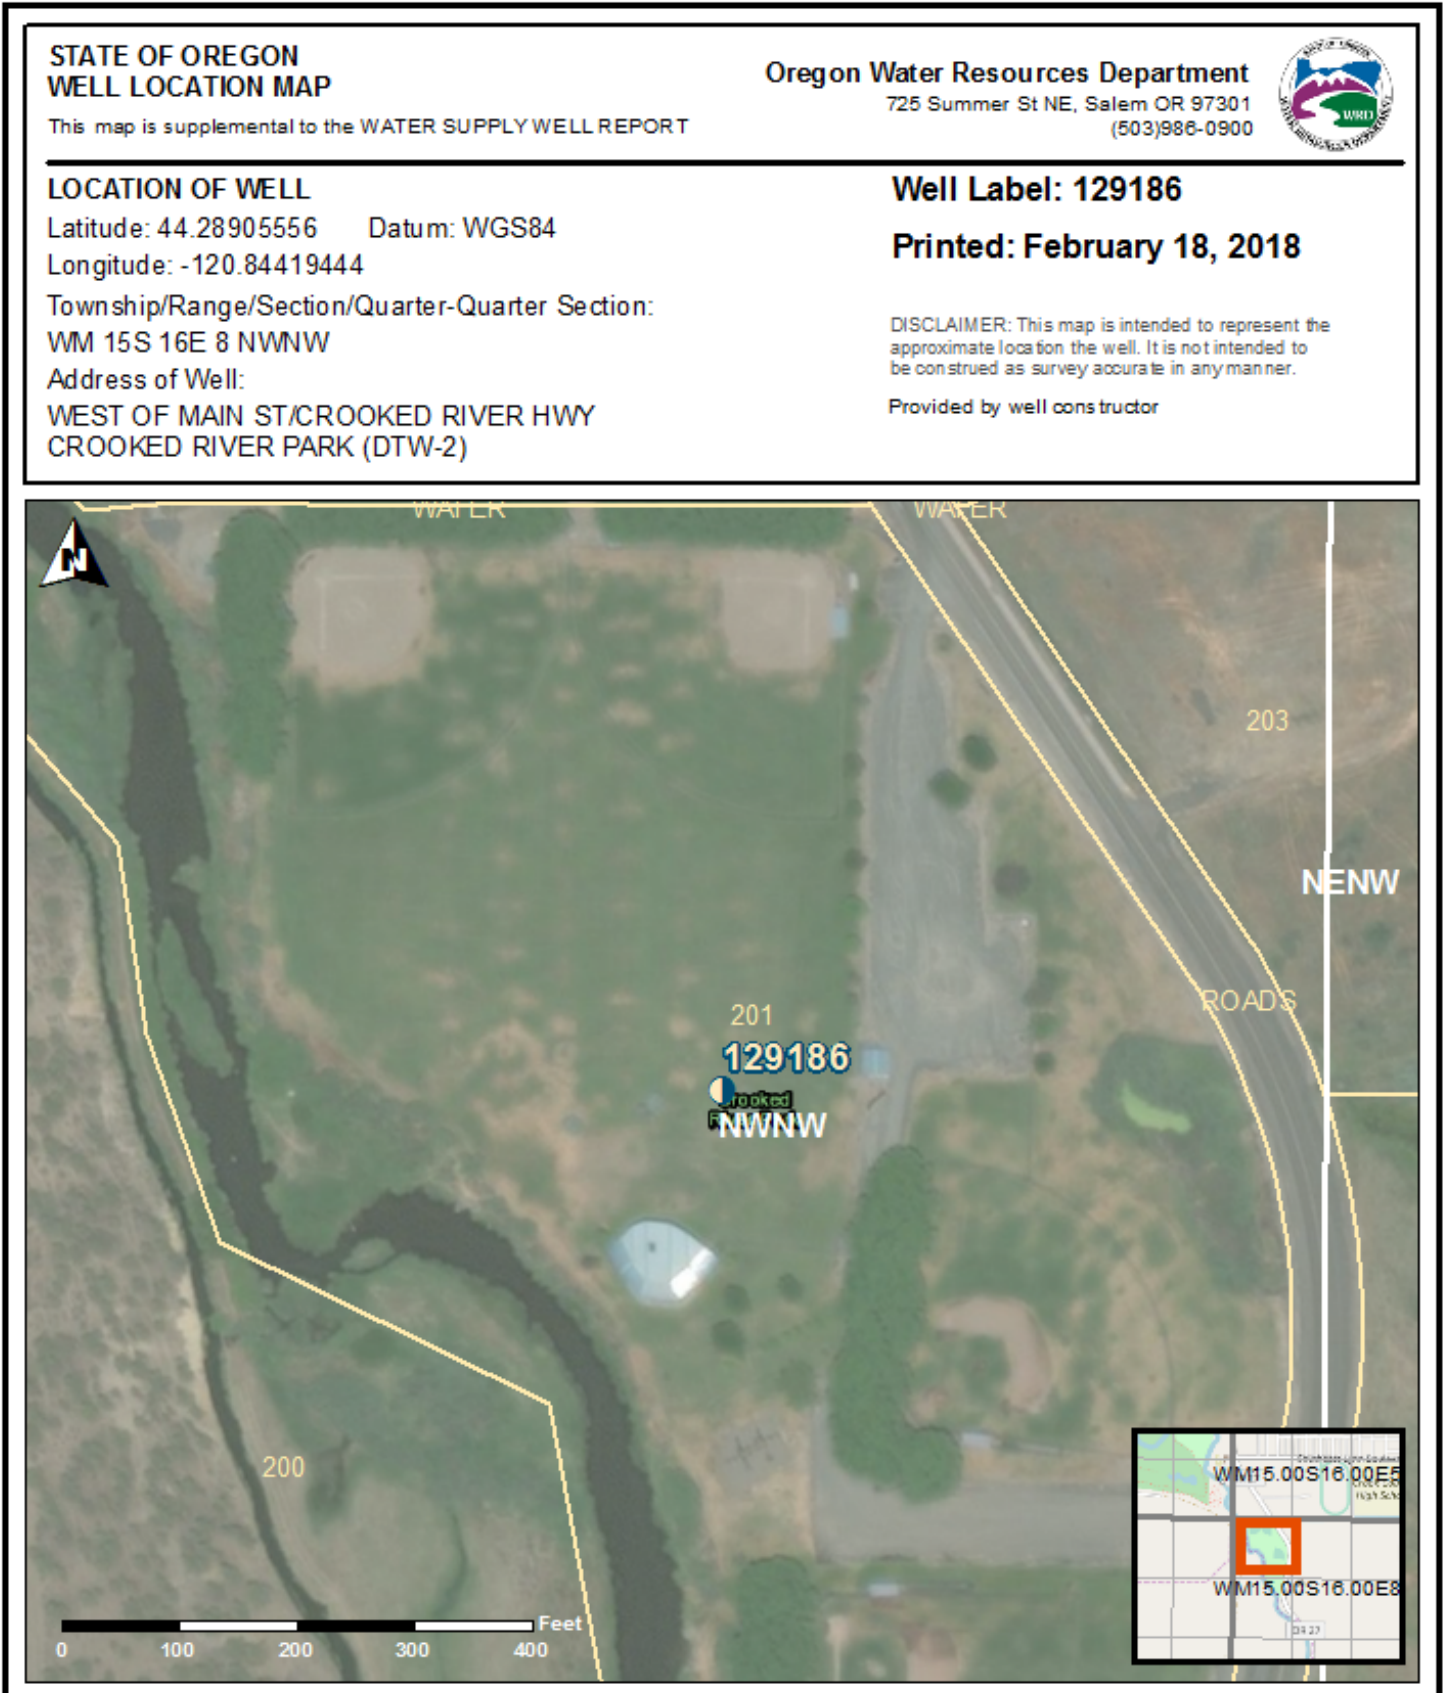 STATE OF OREGON
WELL LOCATION MAP
This map is supplemental to the WATER SUPPLY WELL REPORT
Oregon Water Resources Department
725 Summer St NE, Salem OR 97301
(503)986-0900
WRD
LOCATION OF WELL
Latitude: 44.28905556 Datum: WGS84
Longitude: -120.84419444
Township/Range/Section/Quarter-Quarter Section:
WM 15S 16E 8 NWNW
Address of Well:
WEST OF MAIN ST/CROOKED RIVER HWY
CROOKED RIVER PARK (DTW-2)
Well Label: 129186
Printed: February 18, 2018
DISCLAIMER: This map is intended to represent the
approximate location the well. It is not intended to
be construed as survey accurate in any manner.
Provided by well constructor
WATER
WATER
N
203
NENW
ROADS
201
129186
NWNW
200
WM15.00S16.00E5
High
WM15.00S16.00E8
OR 27
Feet
0 100 200 300 400